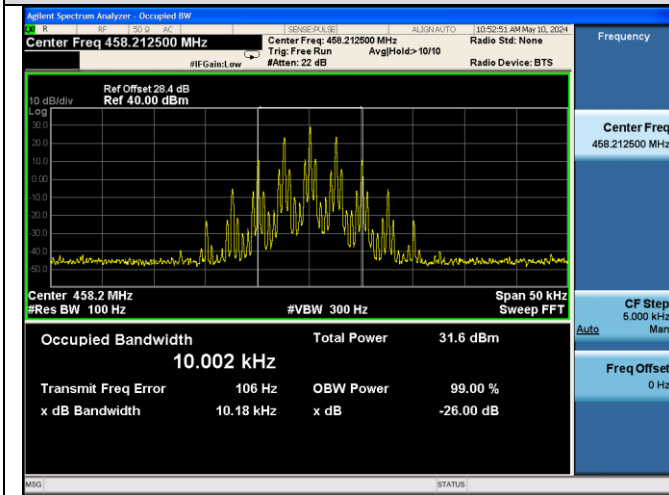 Agilent Spectrum Analyzer - Occupied BW
R RF 50 Ω AC SENSE:PULSE ALIGNAUTO 10:52:51 AM May 10, 2024
Center Freq 458.212500 MHz Center Freq: 458.212500 MHz Radio Std: None
Trig: Free Run Avg|Hold:> 10/10
#IFGain:Low #Atten: 22 dB Radio Device: BTS
Frequency
Ref Offset 28.4 dB
10 dB/div Ref 40.00 dBm
Log
30.0
20.0
10.0
0.00
-10.0
-20.0
-30.0
-40.0
-50.0
Center 458.2 MHz Span 50 kHz
#Res BW 100 Hz #VBW 300 Hz Sweep FFT
Center Freq
458.212500 MHz
CF Step
5.000 kHz
Auto Man
Freq Offset
0 Hz
Occupied Bandwidth Total Power 31.6 dBm
10.002 kHz
Transmit Freq Error 106 Hz OBW Power 99.00 %
x dB Bandwidth 10.18 kHz x dB -26.00 dB
MSG STATUS